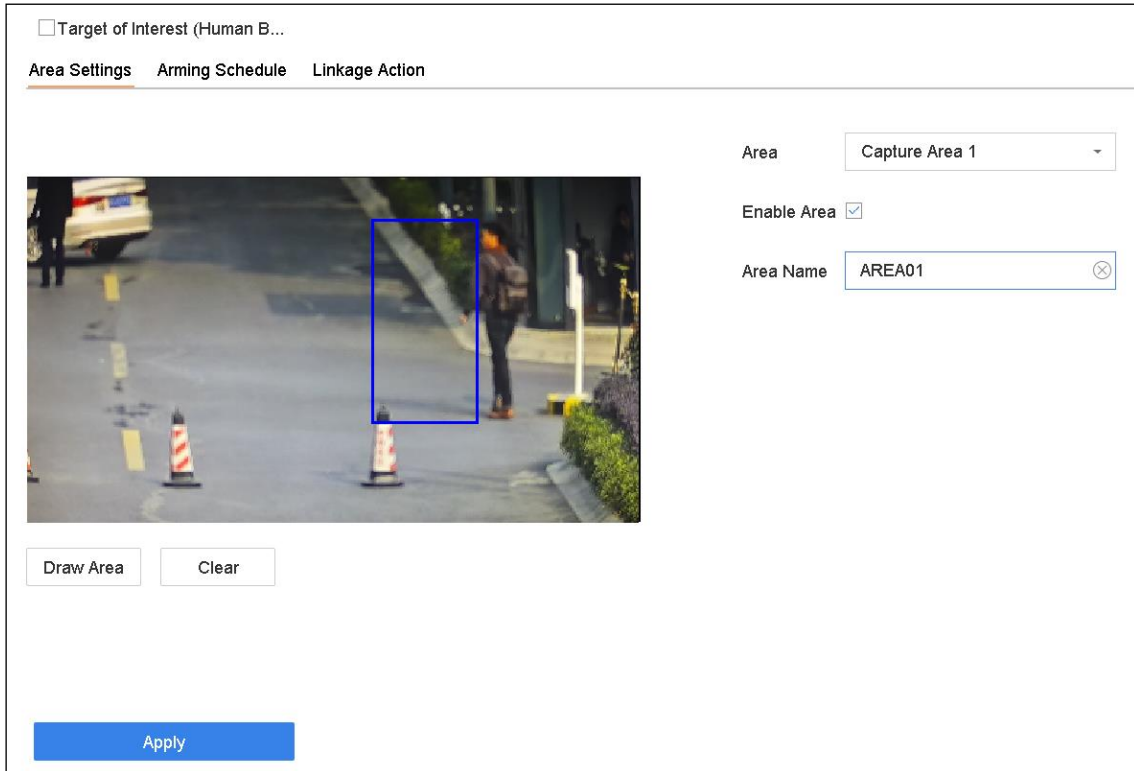 Target of Interest (Human B...
Area Settings Arming Schedule Linkage Action
Area Capture Area 1
Enable Area
Area Name AREA01
Draw Area Clear
Apply